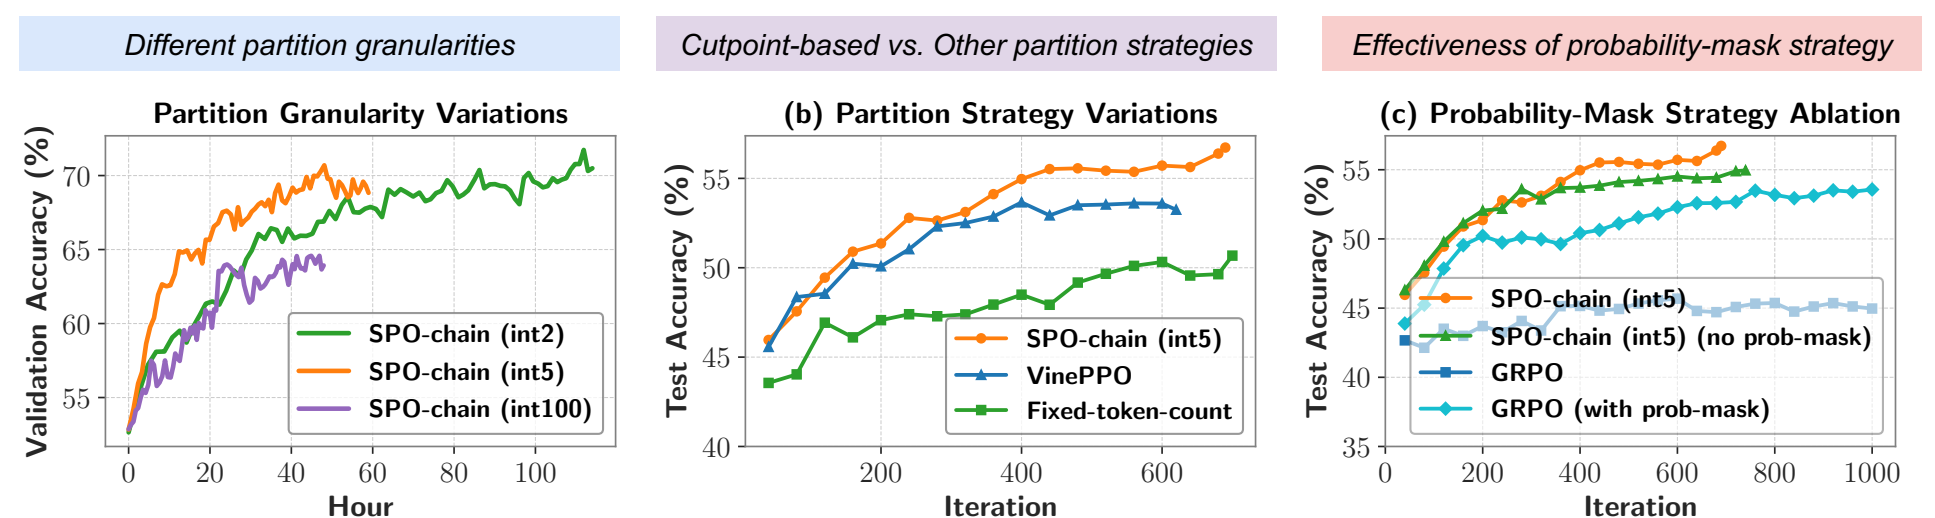 Different partition granularities
Cutpoint-based vs. Other partition strategies
Effectiveness of probability-mask strategy
Partition Granularity Variations
Validation Accuracy (%)
70
65
60
55
SPO-chain (int2)
SPO-chain (int5)
SPO-chain (int100)
0 20 40 60 80 100
Hour
(b) Partition Strategy Variations
Test Accuracy (%)
55
50
45
40
SPO-chain (int5)
VinePPO
Fixed-token-count
200 400 600
Iteration
(c) Probability-Mask Strategy Ablation
Test Accuracy (%)
55
50
45
40
35
SPO-chain (int5)
SPO-chain (int5) (no prob-mask)
GRPO
GRPO (with prob-mask)
0 200 400 600 800 1000
Iteration